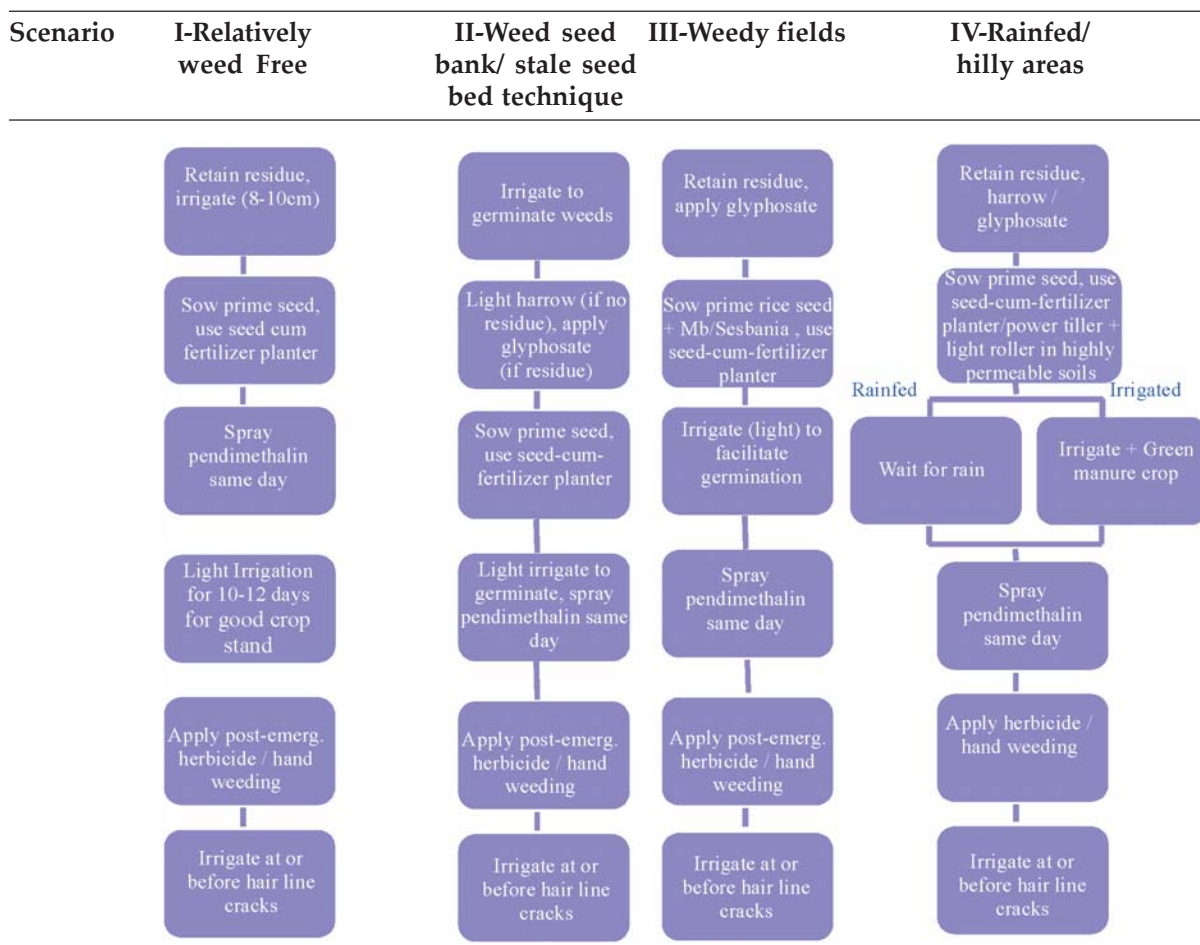 Scenario
I-Relatively
weed Free
II-Weed seed
bank/ stale seed
bed technique
III-Weedy fields
IV-Rainfed/
hilly areas
Retain residue,
irrigate (8-10cm)
Sow prime seed,
use seed cum
fertilizer planter
Spray
pendimethalin
same day
Light Irrigation
for 10-12 days
for good crop
stand
Apply post-emerg.
herbicide / hand
weeding
Irrigate at or
before hair line
cracks
Irrigate to
germinate weeds
Light harrow (if no
residue), apply
glyphosate
(if residue)
Sow prime seed,
use seed-cum-
fertilizer planter
Light irrigate to
germinate, spray
pendimethalin same
day
Apply post-emerg.
herbicide / hand
weeding
Irrigate at or
before hair line
cracks
Retain residue,
apply glyphosate
Sow prime rice seed
+ Mb/Sesbania , use
seed-cum-fertilizer
planter
Irrigate (light) to
facilitate
germination
Spray
pendimethalin
same day
Apply post-emerg.
herbicide / hand
weeding
Irrigate at or
before hair line
cracks
Retain residue,
harrow /
glyphosate
Sow prime seed, use
seed-cum-fertilizer
planter/power tiller +
light roller in highly
permeable soils
Rainfed
Irrigated
Wait for rain
Irrigate + Green
manure crop
Spray
pendimethalin
same day
Apply herbicide /
hand weeding
Irrigate at or
before hair line
cracks